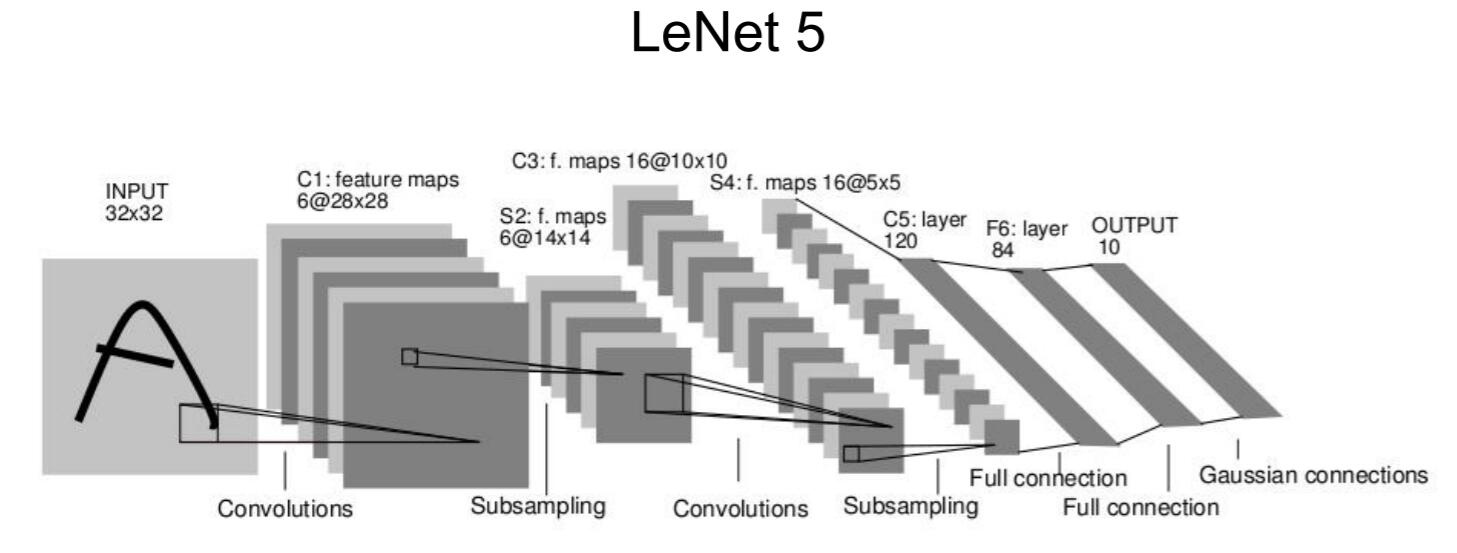 LeNet 5
INPUT
32x32
C1: feature maps
6@28x28
S2: f. maps
6@14x14
C3: f. maps 16@10x10
S4: f. maps 16@5x5
C5: layer
120
F6: layer
84
OUTPUT
10
Convolutions
Subsampling
Convolutions
Subsampling
Full connection
Full connection
Gaussian connections